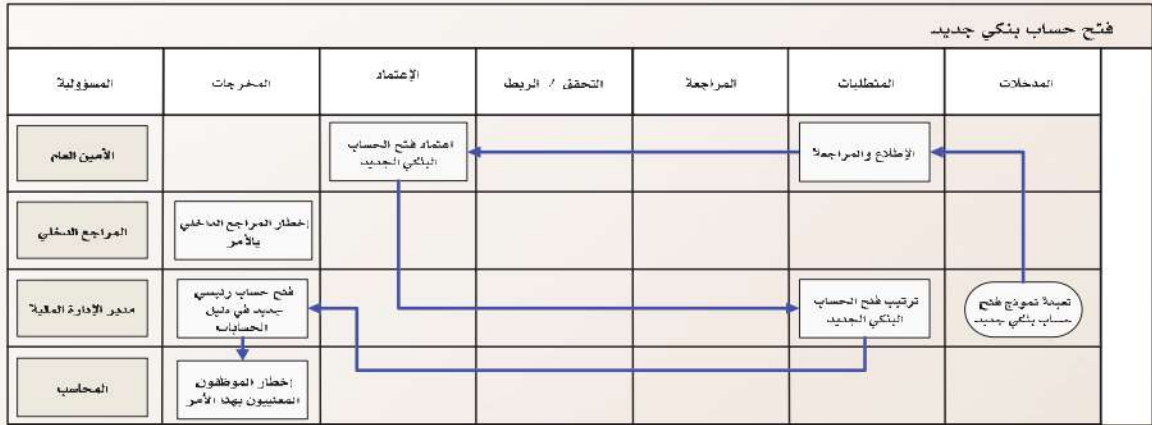 فتح حساب بنكي جديد
المدخلات
المتطلبات
المراجعة
التحقق / الربط
الإعتماد
المخرجات
المسؤولية
الإطلاع والمراجعة
اعتماد فتح الحساب
البنكي الجديد
الأمين العام
إخطار المراجع الداخلي
بالأمر
المراجع الدخلي
تعبئة نموذج فتح
حساب بنكي جديد
ترتيب فتح الحساب
البنكي الجديد
فتح حساب رئيسي
جديد في دليل
الحسابات
مدير الإدارة المالية
إخطار الموظفون
المعنييون بهذا الأمر
المحاسب